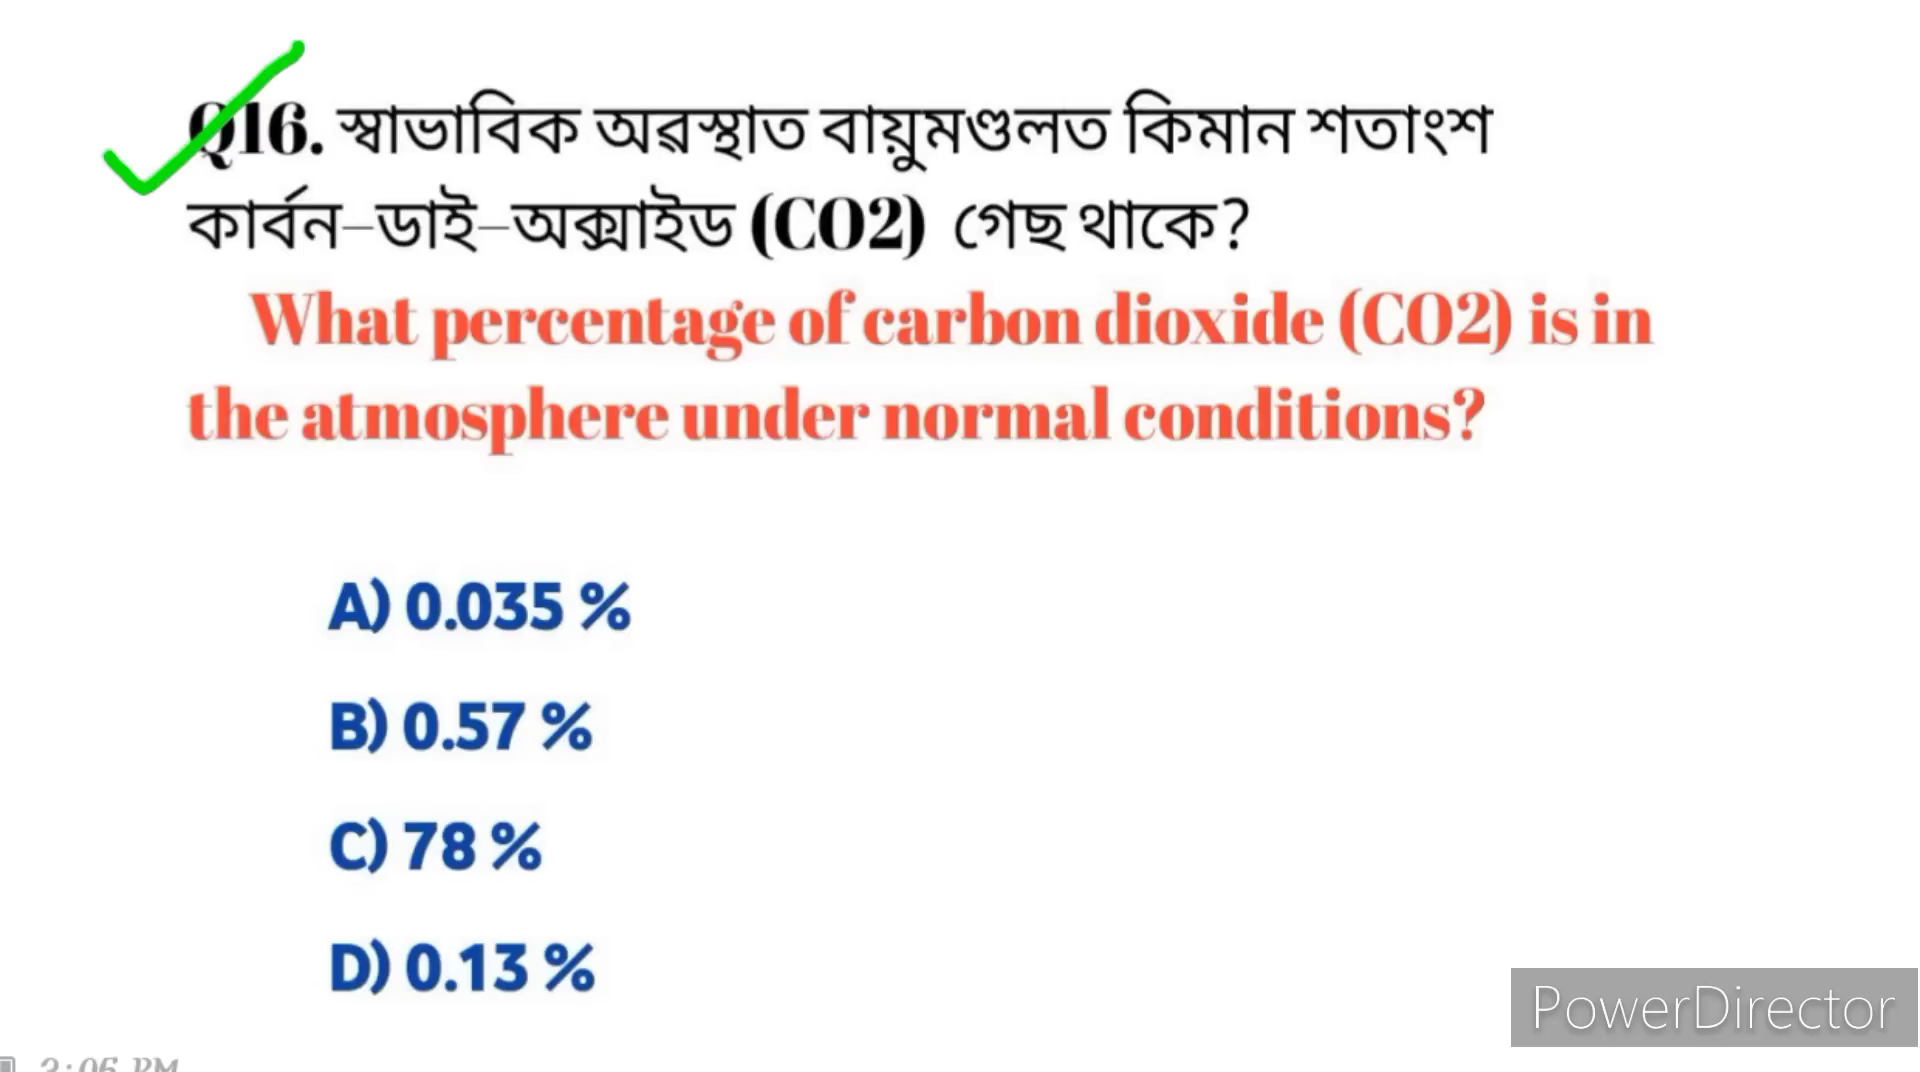 Q16. স্বাভাবিক অৱস্থাত বায়ুমণ্ডলত কিমান শতাংশ
কাৰ্বন–ডাই–অক্সাইড (CO2) গেছ থাকে?
What percentage of carbon dioxide (CO2) is in
the atmosphere under normal conditions?
A) 0.035 %
B) 0.57 %
C) 78 %
D) 0.13 %
PowerDirector